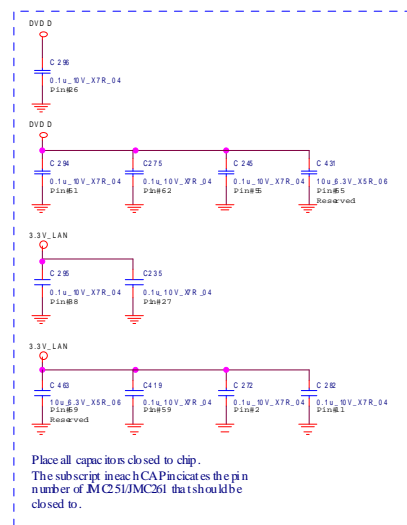 DVDD
C296
0.1u_10V_X7R_04
Pin#26
DVDD
C294 C275 C245 C431
0.1u_10V_X7R_04 0.1u_10V_X7R_04 0.1u_10V_X7R_04 10u_6.3V_X5R_06
Pin#51 Pin#62 Pin#55 Pin#55
Reserved
3.3V_LAN
C295 C235
0.1u_10V_X7R_04 0.1u_10V_X7R_04
Pin#38 Pin#27
3.3V_LAN
C463 C419 C272 C282
10u_6.3V_X5R_06 0.1u_10V_X7R_04 0.1u_10V_X7R_04 0.1u_10V_X7R_04
Pin#59 Pin#59 Pin#2 Pin#11
Reserved
Place all capacitors closed to chip.
The subscript in each CAP incicates the pin
number of JMC251/JMC261 that should be
closed to.